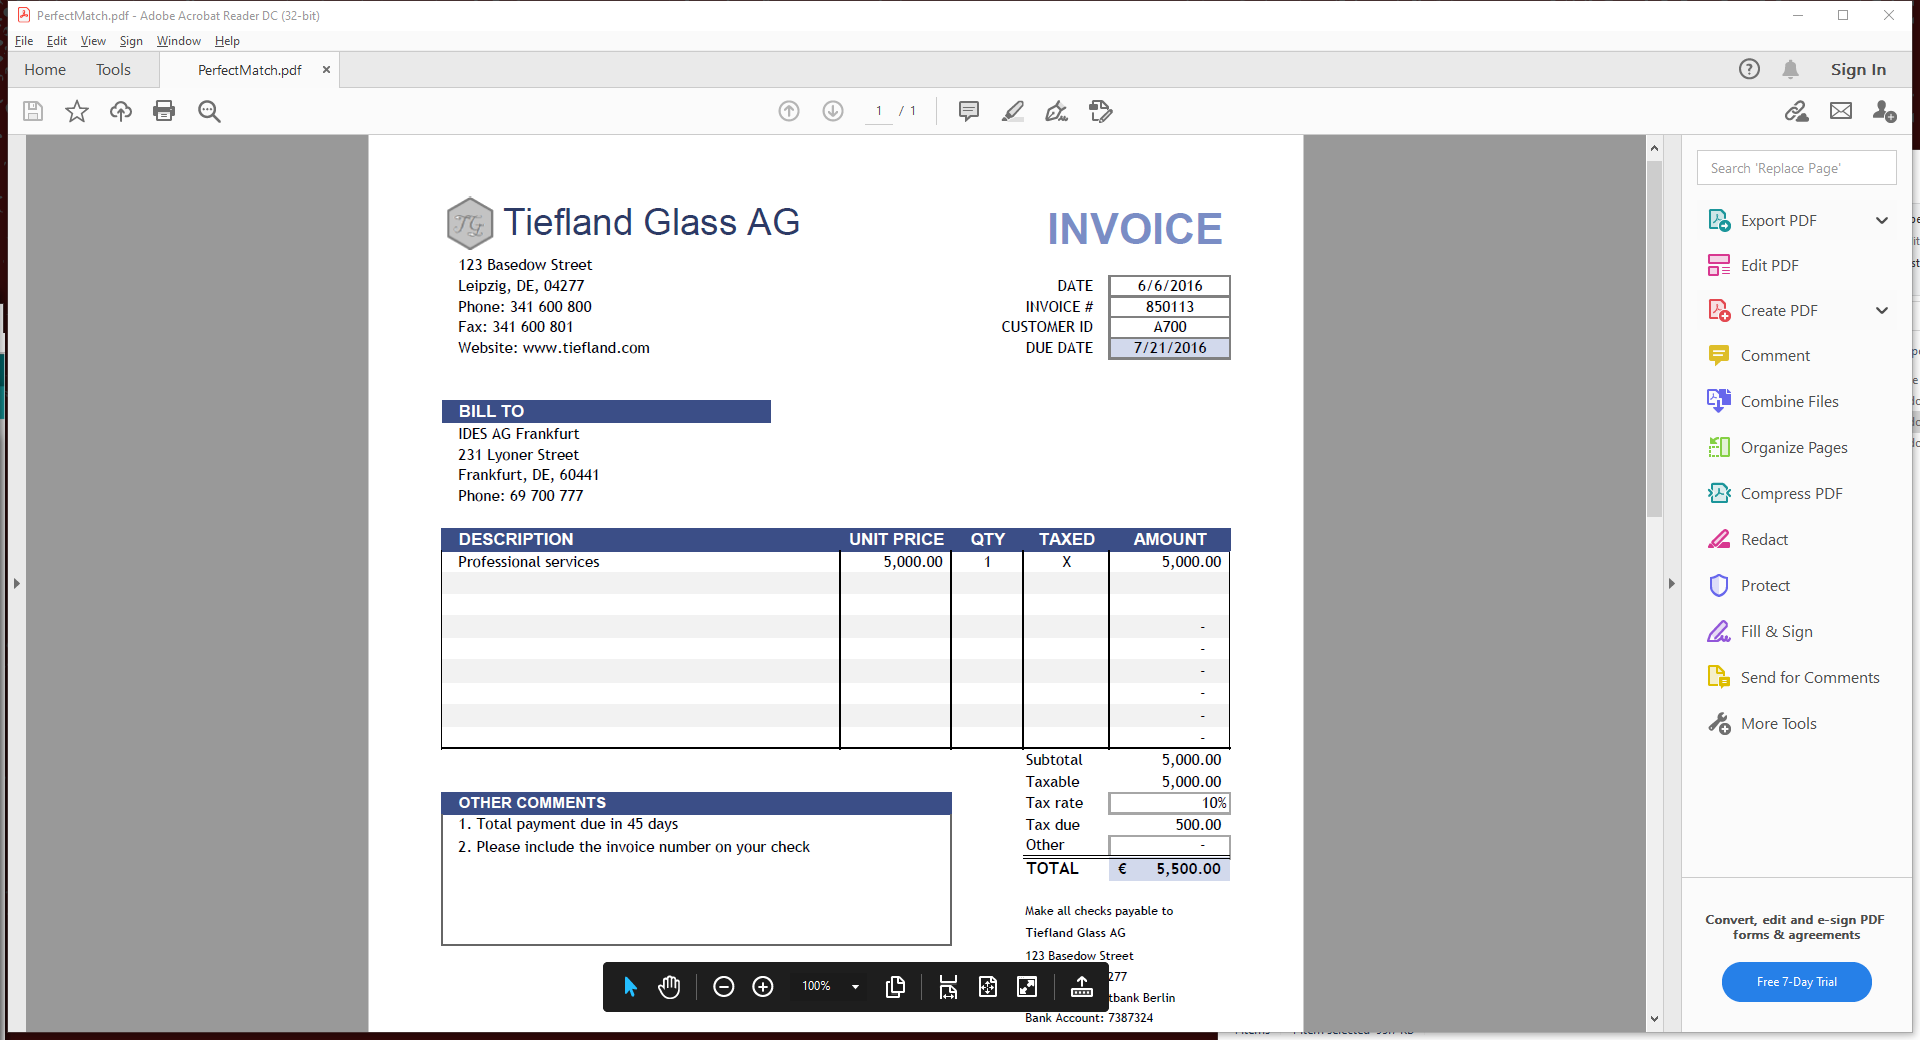 PerfectMatch.pdf - Adobe Acrobat Reader DC (32-bit)
File Edit View Sign Window Help
Home Tools PerfectMatch.pdf Sign In
1 / 1
Search 'Replace Page'
Export PDF
Edit PDF
Create PDF
Comment
Combine Files
Organize Pages
Compress PDF
Redact
Protect
Fill & Sign
Send for Comments
More Tools
Convert, edit and e-sign PDF
forms & agreements
Free 7-Day Trial
TG Tiefland Glass AG
INVOICE
123 Basedow Street
Leipzig, DE, 04277
Phone: 341 600 800
Fax: 341 600 801
Website: www.tiefland.com
DATE 6/6/2016
INVOICE # 850113
CUSTOMER ID A700
DUE DATE 7/21/2016
BILL TO
IDES AG Frankfurt
231 Lyoner Street
Frankfurt, DE, 60441
Phone: 69 700 777
DESCRIPTION UNIT PRICE QTY TAXED AMOUNT
Professional services 5,000.00 1 X 5,000.00
-
-
-
-
-
-
Subtotal 5,000.00
Taxable 5,000.00
Tax rate 10%
Tax due 500.00
Other -
TOTAL € 5,500.00
OTHER COMMENTS
1. Total payment due in 45 days
2. Please include the invoice number on your check
Make all checks payable to
Tiefland Glass AG
123 Basedow Street
277
tbank Berlin
Bank Account: 7387324
100%